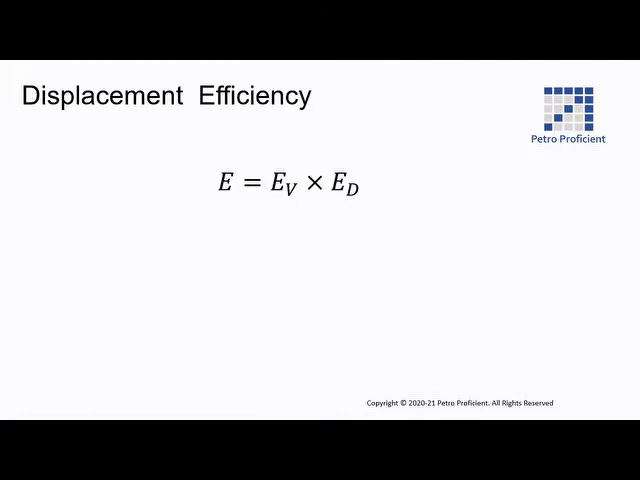 Displacement Efficiency
Petro Proficient
E = E_V × E_D
Copyright © 2020-21 Petro Proficient. All Rights Reserved